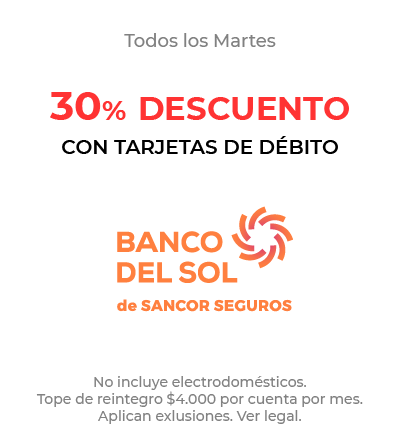 Todos los Martes
30% DESCUENTO
CON TARJETAS DE DÉBITO
BANCO
DEL SOL
de SANCOR SEGUROS
No incluye electrodomésticos.
Tope de reintegro $4.000 por cuenta por mes.
Aplican exlusiones. Ver legal.